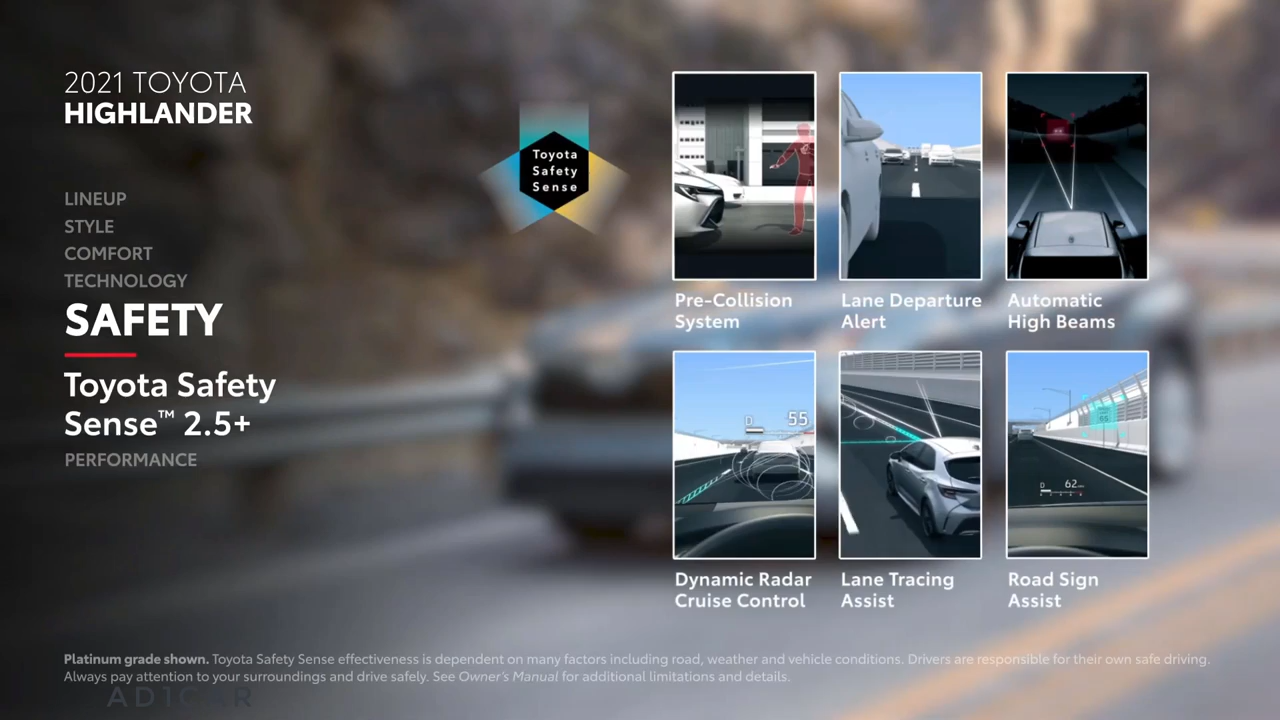 2021 TOYOTA
HIGHLANDER
LINEUP
STYLE
COMFORT
TECHNOLOGY
SAFETY
Toyota Safety
Sense™ 2.5+
PERFORMANCE
Toyota
Safety
Sense
Pre-Collision
System
Lane Departure
Alert
Automatic
High Beams
D 55
Dynamic Radar
Cruise Control
Lane Tracing
Assist
D 62
Road Sign
Assist
Platinum grade shown. Toyota Safety Sense effectiveness is dependent on many factors including road, weather and vehicle conditions. Drivers are responsible for their own safe driving.
Always pay attention to your surroundings and drive safely. See Owner's Manual for additional limitations and details.
AD1CAR